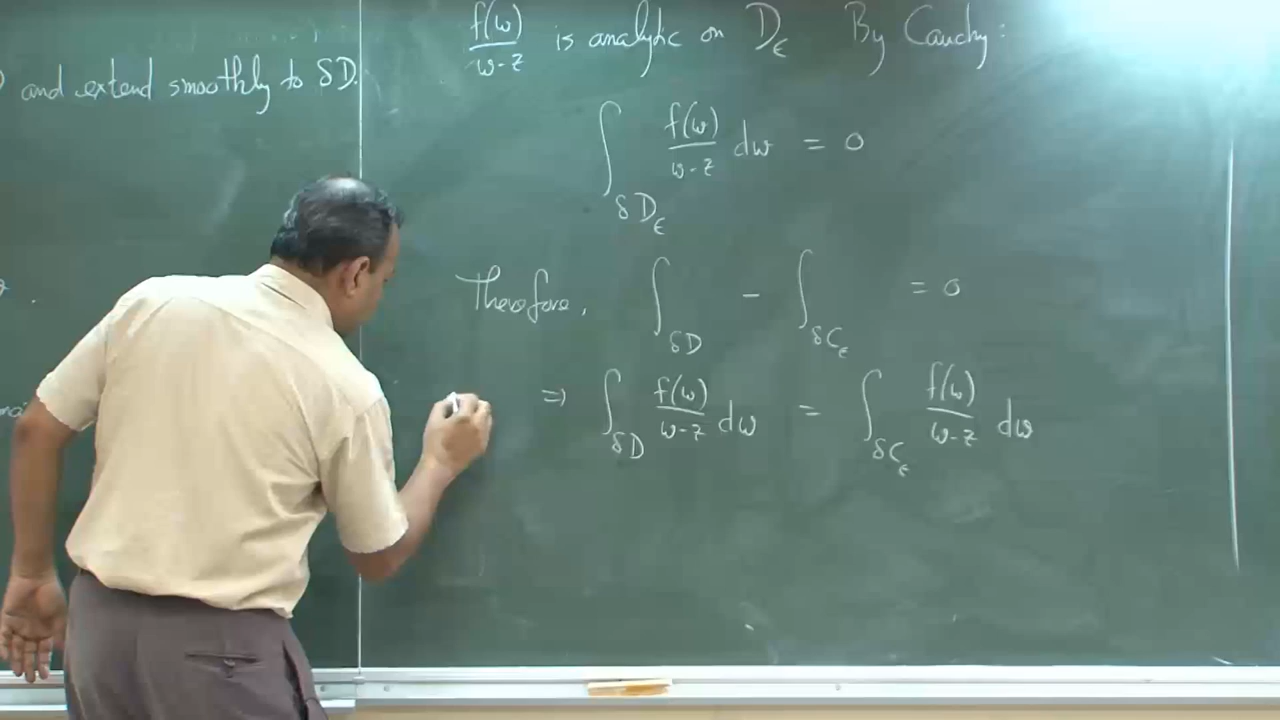 and extend smoothly to δD.
f(w)/w-z is analytic on D_ε By Cauchy:
∫_δD_ε f(w)/w-z dw = 0
Therefore, ∫_δD - ∫_δC_ε = 0
⇒ ∫_δD f(w)/w-z dw = ∫_δC_ε f(w)/w-z dw